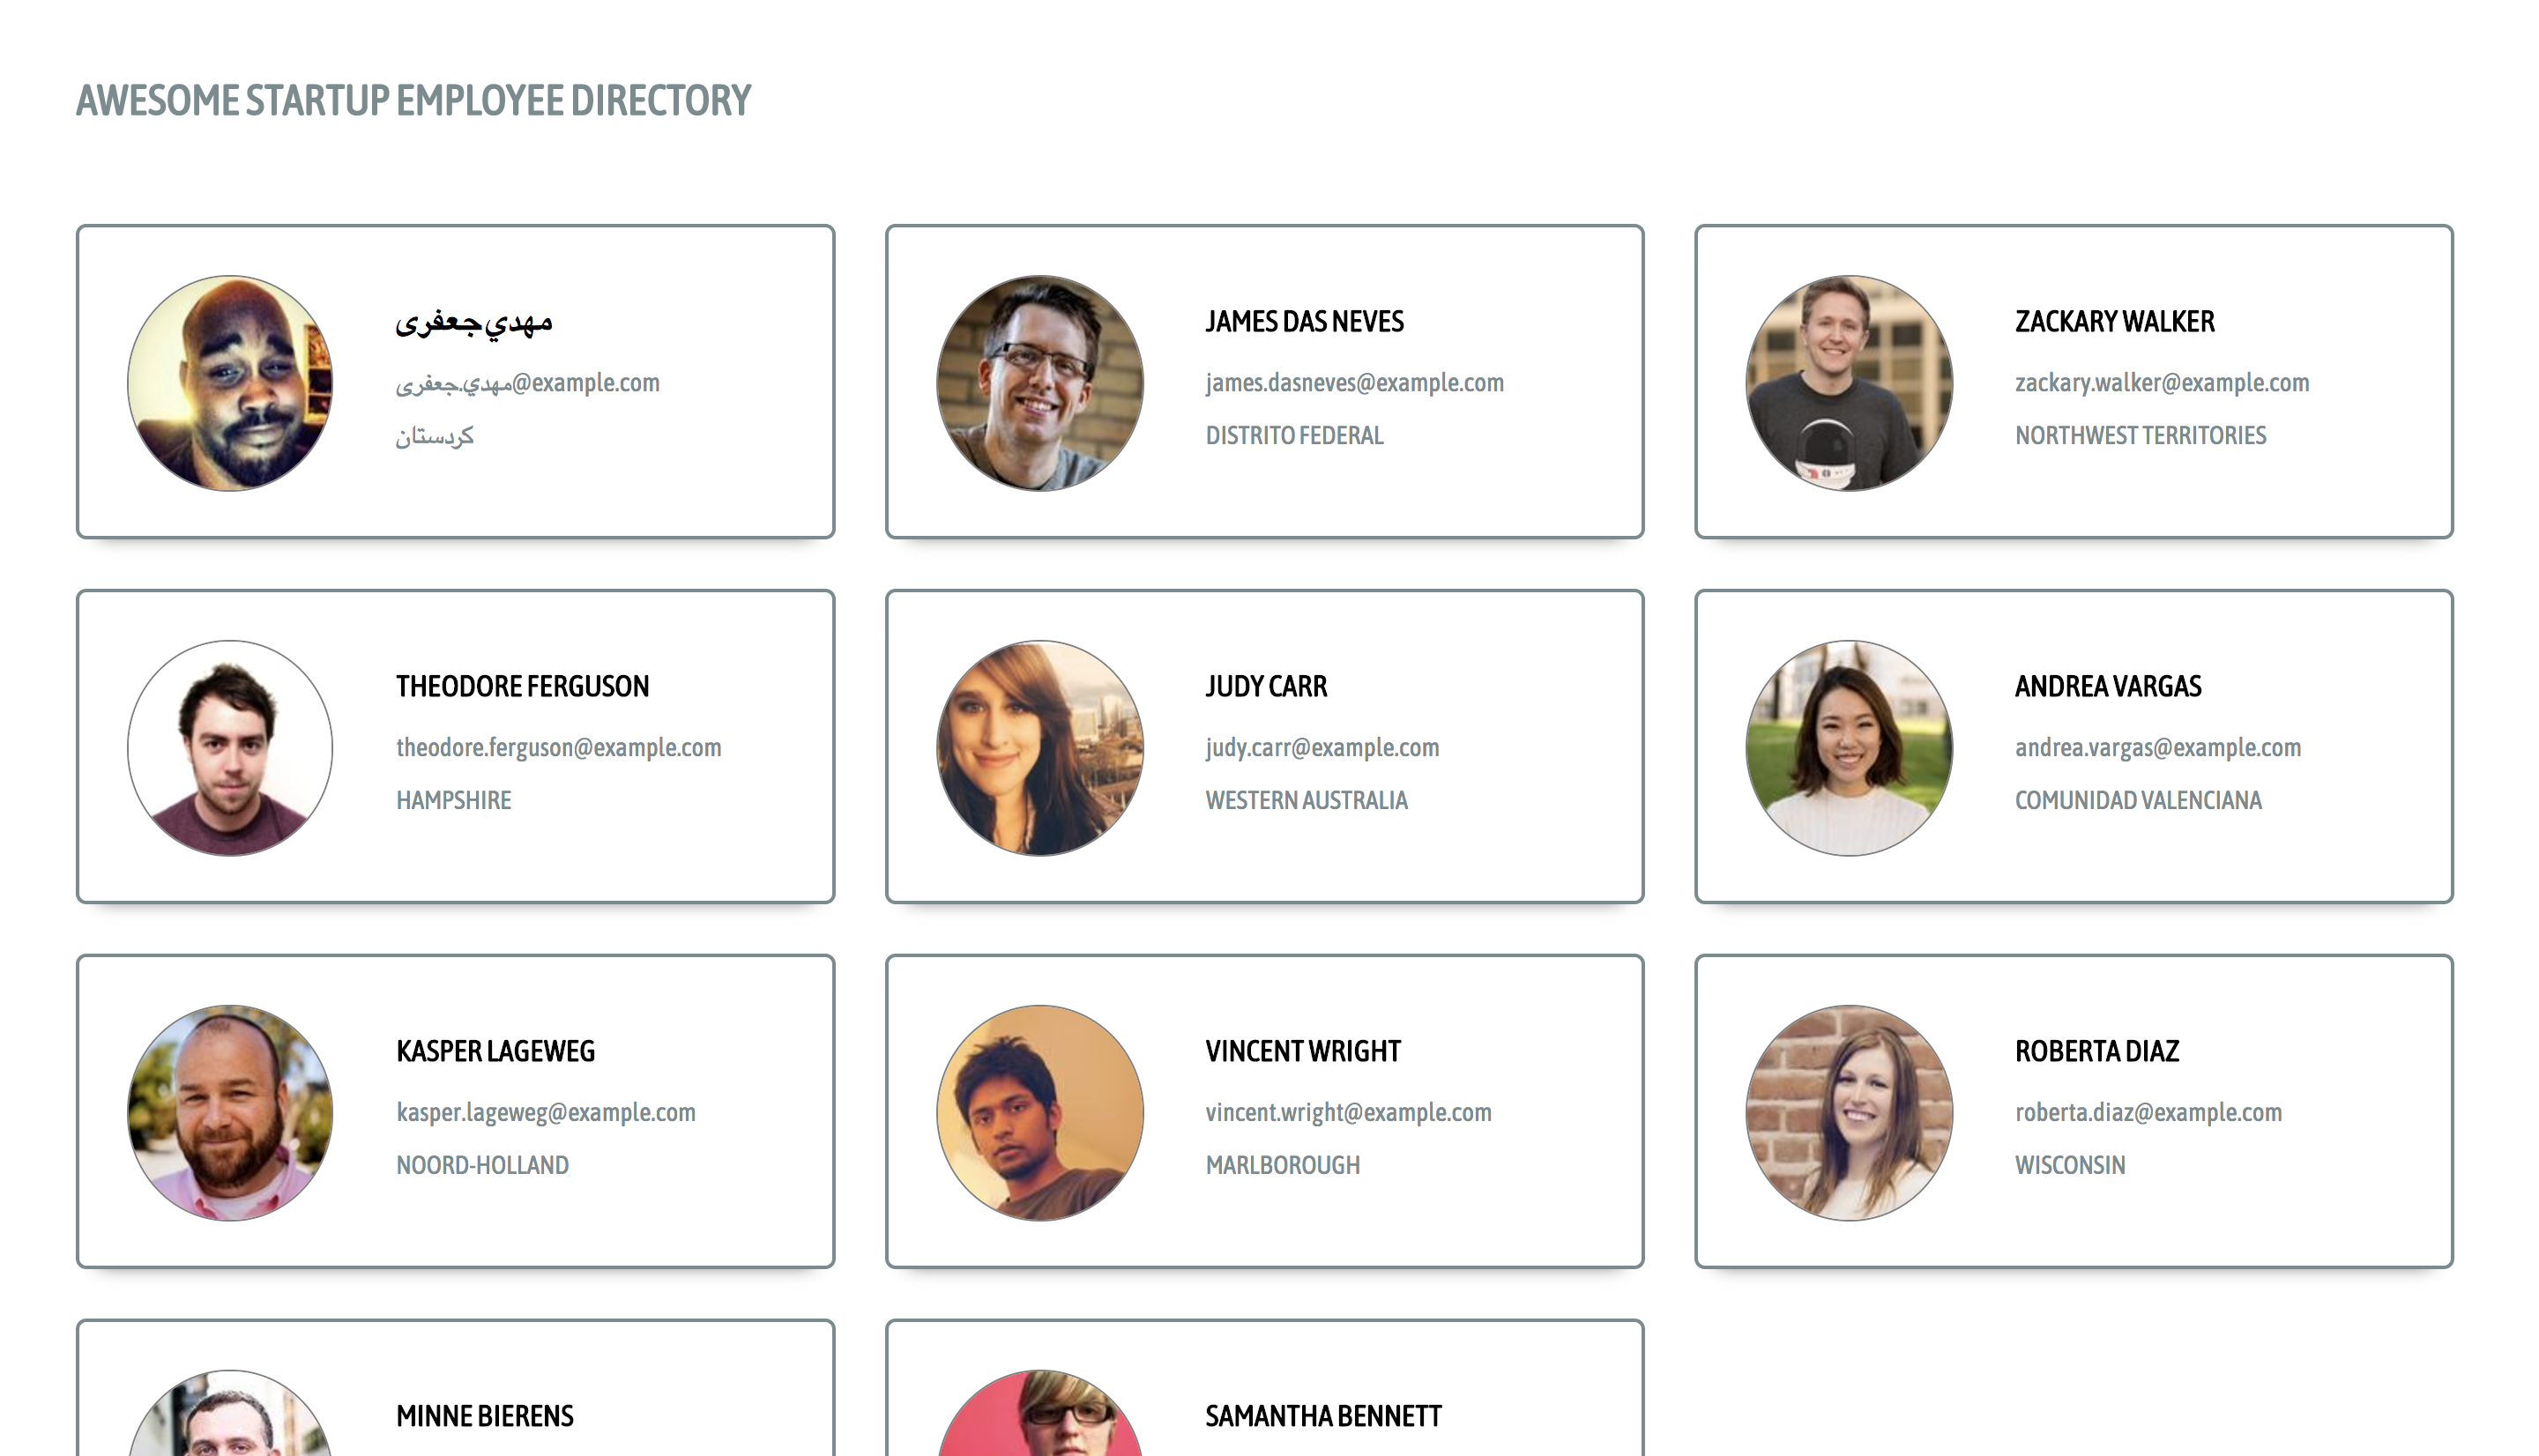 AWESOME STARTUP EMPLOYEE DIRECTORY
مهدي جعفری
مهدي.جعفری@example.com
کردستان
JAMES DAS NEVES
james.dasneves@example.com
DISTRITO FEDERAL
ZACKARY WALKER
zackary.walker@example.com
NORTHWEST TERRITORIES
THEODORE FERGUSON
theodore.ferguson@example.com
HAMPSHIRE
JUDY CARR
judy.carr@example.com
WESTERN AUSTRALIA
ANDREA VARGAS
andrea.vargas@example.com
COMUNIDAD VALENCIANA
KASPER LAGEWEG
kasper.lageweg@example.com
NOORD-HOLLAND
VINCENT WRIGHT
vincent.wright@example.com
MARLBOROUGH
ROBERTA DIAZ
roberta.diaz@example.com
WISCONSIN
MINNE BIERENS
SAMANTHA BENNETT